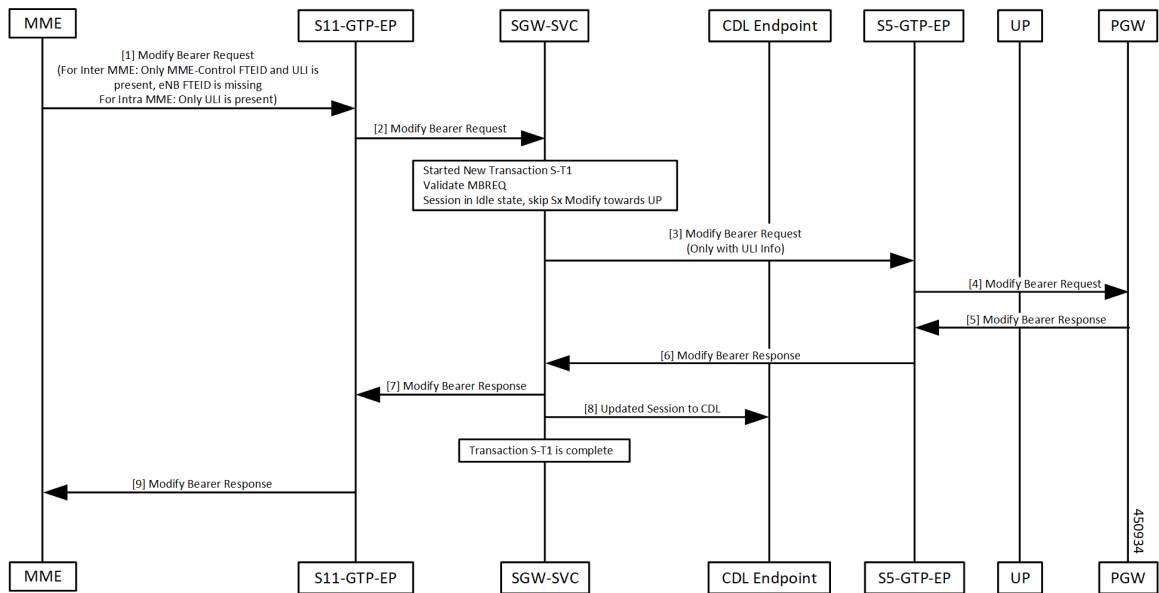 MME
S11-GTP-EP
SGW-SVC
CDL Endpoint
S5-GTP-EP
UP
PGW
[1] Modify Bearer Request
(For Inter MME: Only MME-Control FTEID and ULI is
present, eNB FTEID is missing
For Intra MME: Only ULI is present)
[2] Modify Bearer Request
Started New Transaction S-T1
Validate MBREQ
Session in Idle state, skip Sx Modify towards UP
[3] Modify Bearer Request
(Only with ULI Info)
[4] Modify Bearer Request
[5] Modify Bearer Response
[6] Modify Bearer Response
[7] Modify Bearer Response
[8] Updated Session to CDL
Transaction S-T1 is complete
[9] Modify Bearer Response
450934
MME
S11-GTP-EP
SGW-SVC
CDL Endpoint
S5-GTP-EP
UP
PGW